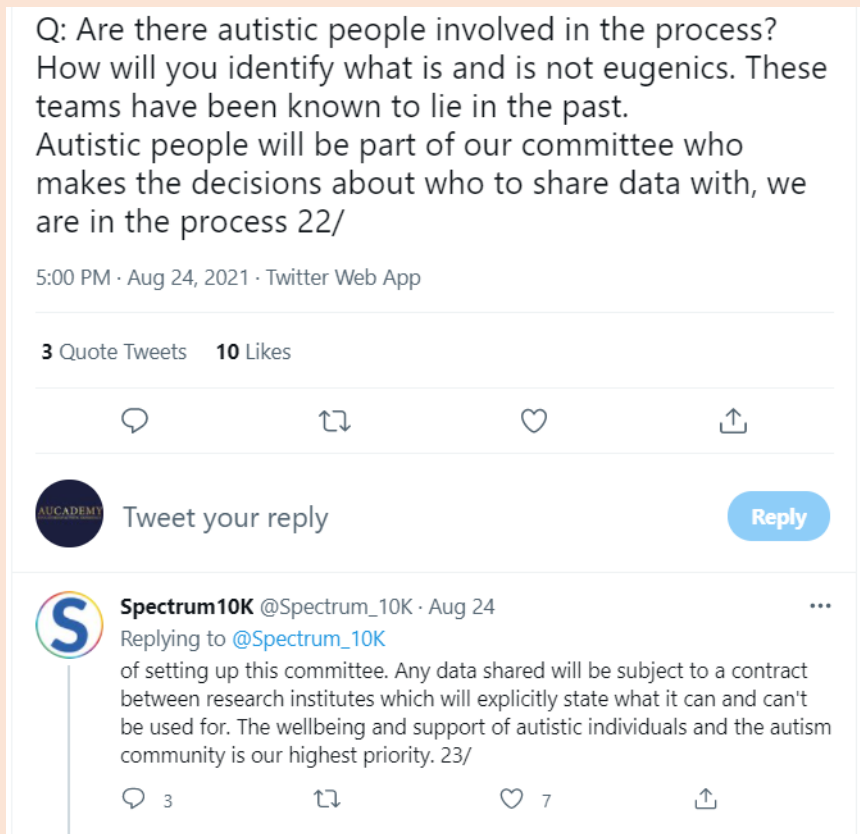 Q: Are there autistic people involved in the process?
How will you identify what is and is not eugenics. These
teams have been known to lie in the past.
Autistic people will be part of our committee who
makes the decisions about who to share data with, we
are in the process 22/
5:00 PM · Aug 24, 2021 · Twitter Web App
3 Quote Tweets 10 Likes
AUCADEMY
Tweet your reply
Reply
S
Spectrum10K @Spectrum_10K · Aug 24
Replying to @Spectrum_10K
of setting up this committee. Any data shared will be subject to a contract
between research institutes which will explicitly state what it can and can't
be used for. The wellbeing and support of autistic individuals and the autism
community is our highest priority. 23/
3 7